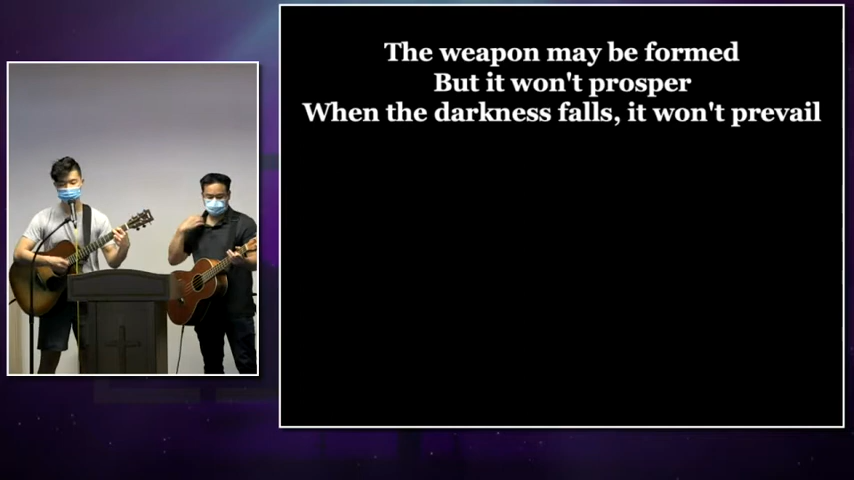 The weapon may be formed
But it won't prosper
When the darkness falls, it won't prevail